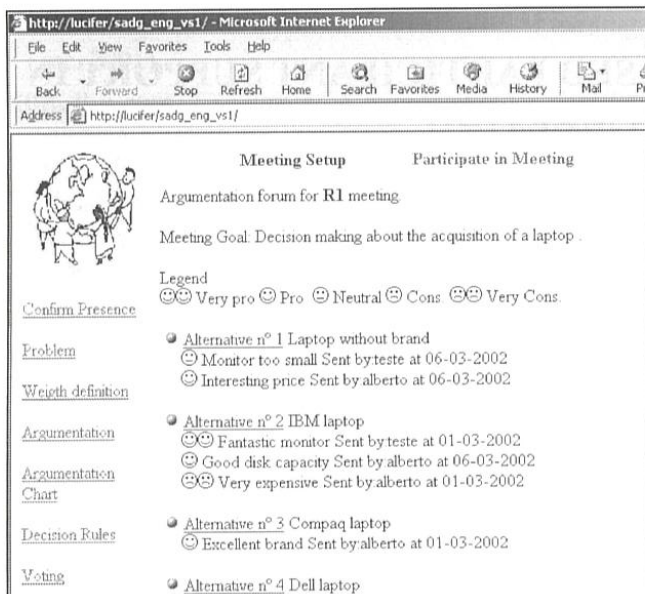 http://lucifer/sadg_eng_vs1/ - Microsoft Internet Explorer
File Edit View Favorites Tools Help
Back Forward Stop Refresh Home Search Favorites Media History Mail
Address http://lucifer/sadg_eng_vs1/
Meeting Setup Participate in Meeting
Argumentation forum for R1 meeting.
Meeting Goal: Decision making about the acquisition of a laptop .
Legend
Very pro Pro Neutral Cons. Very Cons.
Confirm Presence
Problem
Weigth definition
Argumentation
Argumentation
Chart
Decision Rules
Voting
Alternative nº 1 Laptop without brand
Monitor too small Sent by:teste at 06-03-2002
Interesting price Sent by:alberto at 06-03-2002
Alternative nº 2 IBM laptop
Fantastic monitor Sent by:teste at 01-03-2002
Good disk capacity Sent by:alberto at 06-03-2002
Very expensive Sent by:alberto at 01-03-2002
Alternative nº 3 Compaq laptop
Excellent brand Sent by:alberto at 01-03-2002
Alternative nº 4 Dell laptop